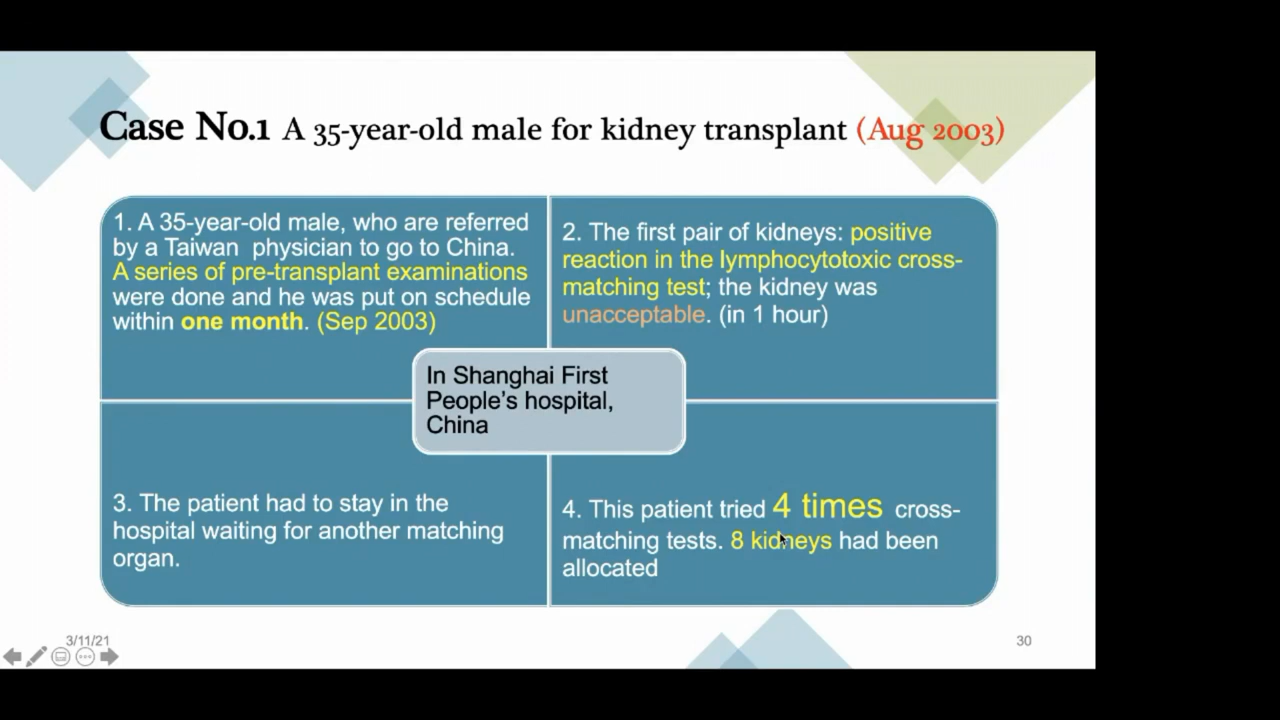 Case No.1 A 35-year-old male for kidney transplant (Aug 2003)
1. A 35-year-old male, who are referred
by a Taiwan physician to go to China.
A series of pre-transplant examinations
were done and he was put on schedule
within one month. (Sep 2003)
2. The first pair of kidneys: positive
reaction in the lymphocytotoxic cross-
matching test; the kidney was
unacceptable. (in 1 hour)
In Shanghai First
People's hospital,
China
3. The patient had to stay in the
hospital waiting for another matching
organ.
4. This patient tried 4 times cross-
matching tests. 8 kidneys had been
allocated
3/11/21
30